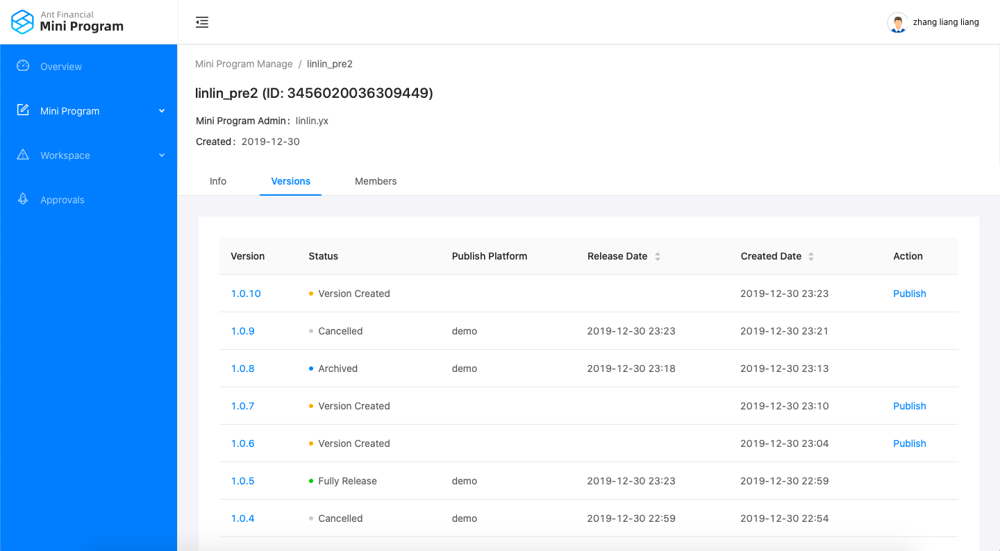 Ant Financial
Mini Program
zhang liang liang
Overview
Mini Program
Workspace
Approvals
Mini Program Manage / linlin_pre2
linlin_pre2 (ID: 3456020036309449)
Mini Program Admin: linlin.yx
Created: 2019-12-30
Info Versions Members
Version Status Publish Platform Release Date Created Date Action
1.0.10 Version Created 2019-12-30 23:23 Publish
1.0.9 Cancelled demo 2019-12-30 23:23 2019-12-30 23:21
1.0.8 Archived demo 2019-12-30 23:18 2019-12-30 23:13
1.0.7 Version Created 2019-12-30 23:10 Publish
1.0.6 Version Created 2019-12-30 23:04 Publish
1.0.5 Fully Release demo 2019-12-30 23:23 2019-12-30 22:59
1.0.4 Cancelled demo 2019-12-30 22:59 2019-12-30 22:54